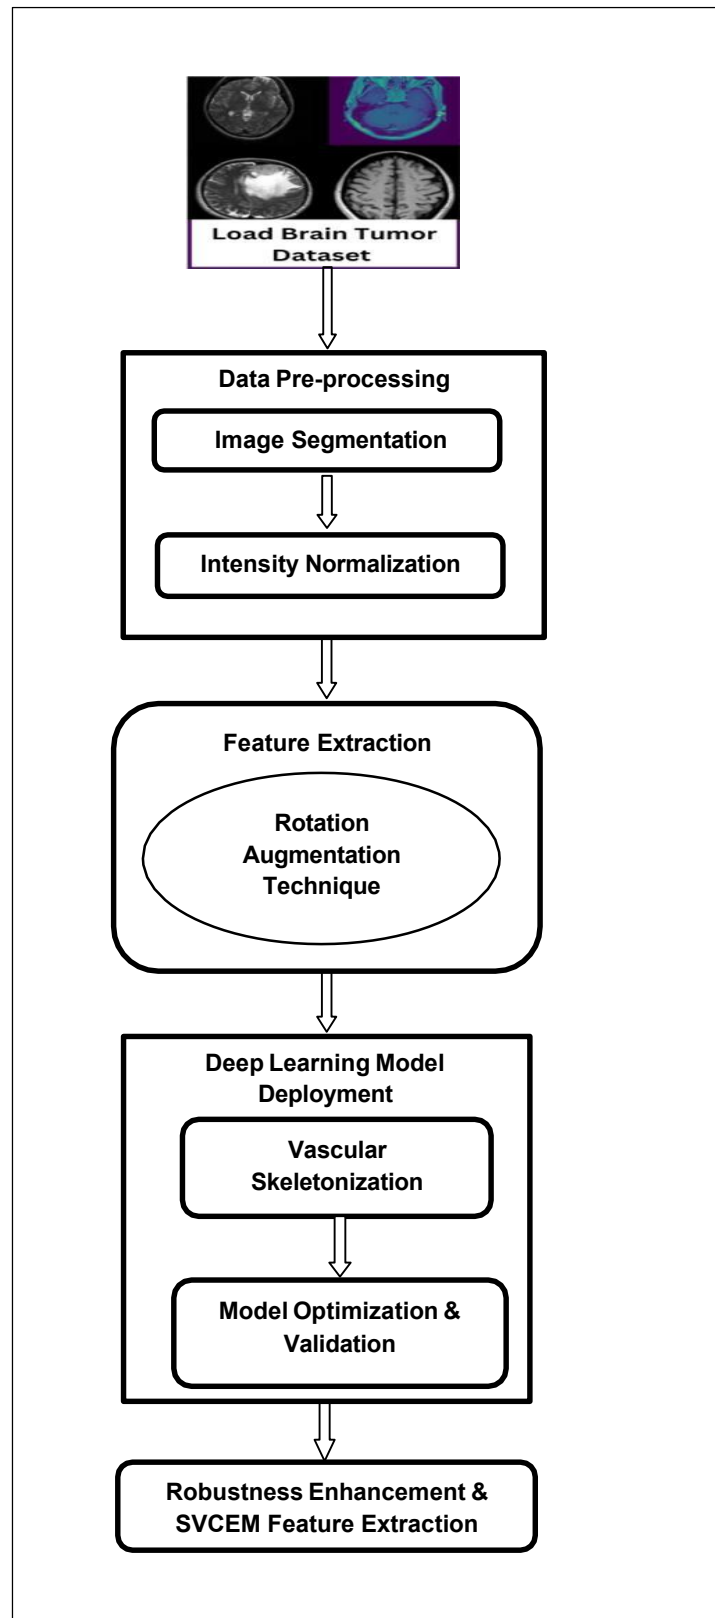 Load Brain Tumor
Dataset
Data Pre-processing
Image Segmentation
Intensity Normalization
Feature Extraction
Rotation
Augmentation
Technique
Deep Learning Model
Deployment
Vascular
Skeletonization
Model Optimization &
Validation
Robustness Enhancement &
SVCEM Feature Extraction